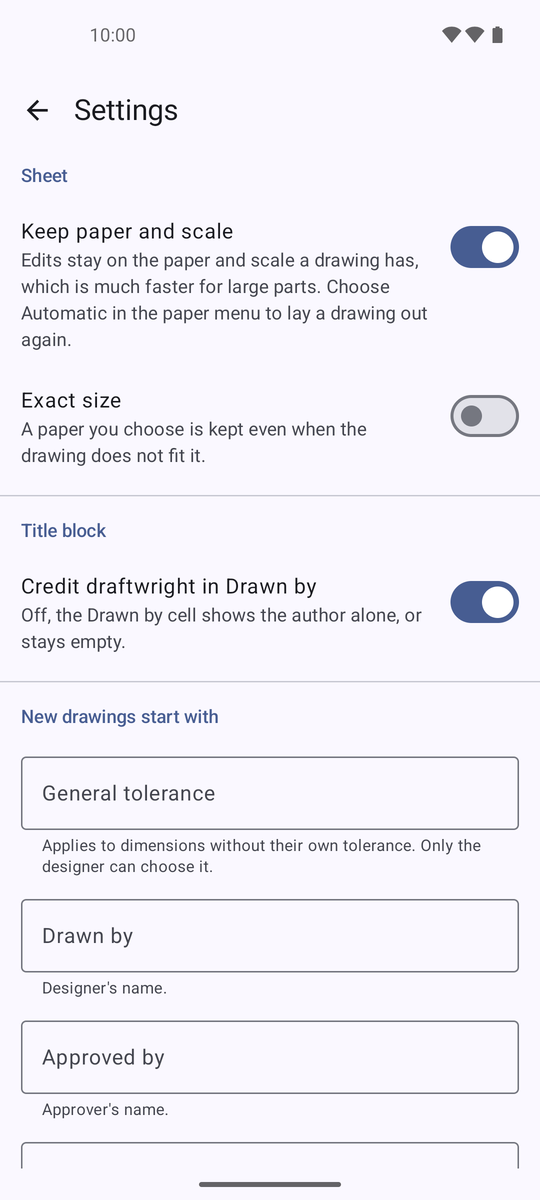 10:00
Settings
Sheet
Keep paper and scale
Edits stay on the paper and scale a drawing has,
which is much faster for large parts. Choose
Automatic in the paper menu to lay a drawing out
again.
Exact size
A paper you choose is kept even when the
drawing does not fit it.
Title block
Credit draftwright in Drawn by
Off, the Drawn by cell shows the author alone, or
stays empty.
New drawings start with
General tolerance
Applies to dimensions without their own tolerance. Only the
designer can choose it.
Drawn by
Designer's name.
Approved by
Approver's name.